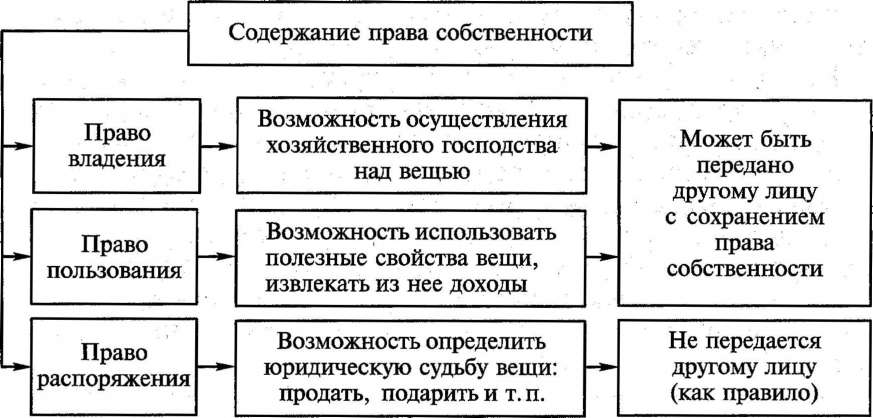 Содержание права собственности
Право
владения
Возможность осуществления
хозяйственного господства
над вещью
Может быть
передано
другому лицу
с сохранением
права
собственности
Право
пользования
Возможность использовать
полезные свойства вещи,
извлекать из нее доходы
Право
распоряжения
Возможность определить
юридическую судьбу вещи:
продать, подарить и т. п.
Не передается
другому лицу
(как правило)